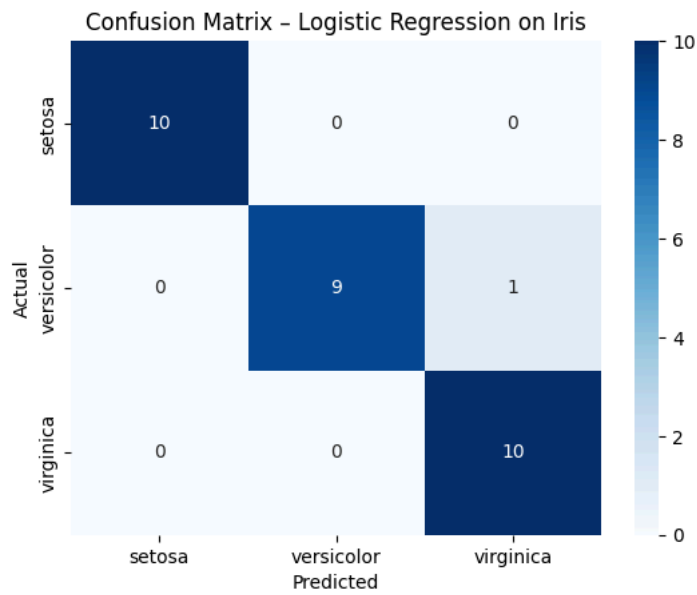 Confusion Matrix – Logistic Regression on Iris
10
setosa
10 0 0
8
6
Actual
versicolor
0 9 1
4
virginica
0 0 10
2
0
setosa versicolor virginica
Predicted